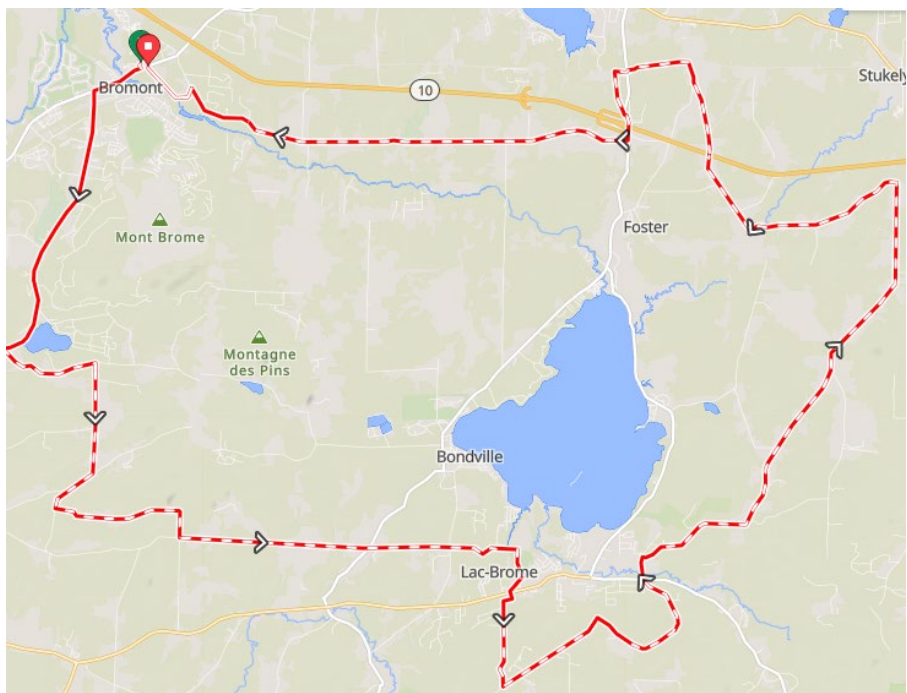 Stukely
Bromont
10
Mont Brome
Foster
Montagne
des Pins
Bondville
Lac-Brome